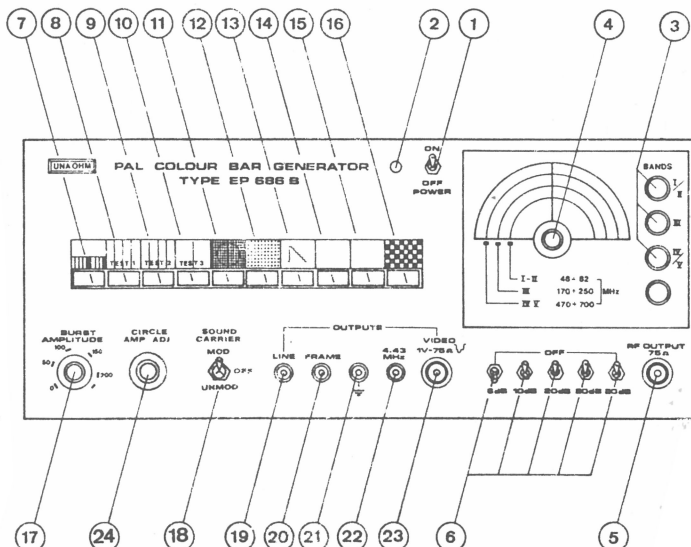 7 8 9 10 11 12 13 14 15 16 2 1 4 3
UNAOHM
PAL COLOUR BAR GENERATOR
TYPE EP 686 B
ON
OFF
POWER
BANDS
I/II
III
IV/V
TEST 1 TEST 2 TEST 3
I-II 48÷82
III 170÷250 MHz
IV V 470÷700
BURST
AMPLITUDE
0 50 100 150 200
CIRCLE
AMP ADJ
SOUND
CARRIER
MOD
OFF
UNMOD
OUTPUTS
LINE
FRAME
4.43
MHz
VIDEO
1V-75Ω
OFF
10dB 20dB 20dB
RF OUTPUT
75Ω
17 24 18 19 20 21 22 23 6 5